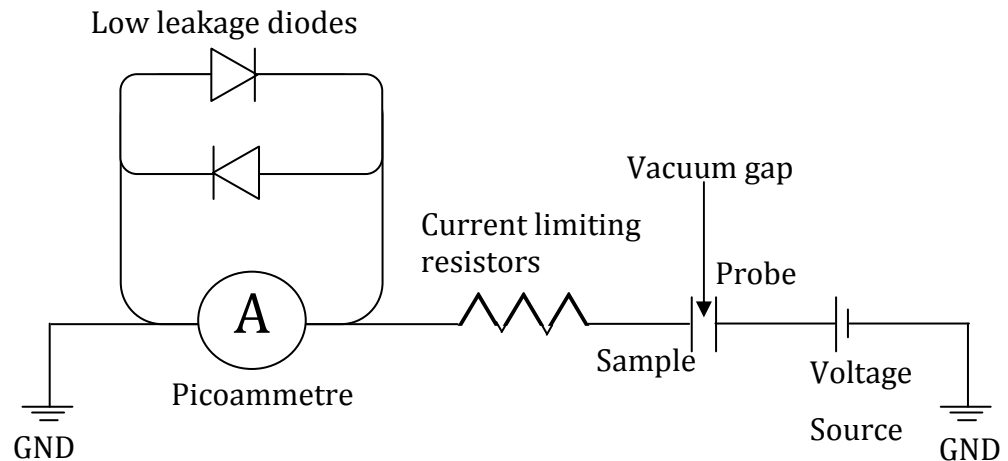 Low leakage diodes
Vacuum gap
Current limiting
resistors
Probe
A
Sample
Voltage
Source
Picoammetre
GND
GND